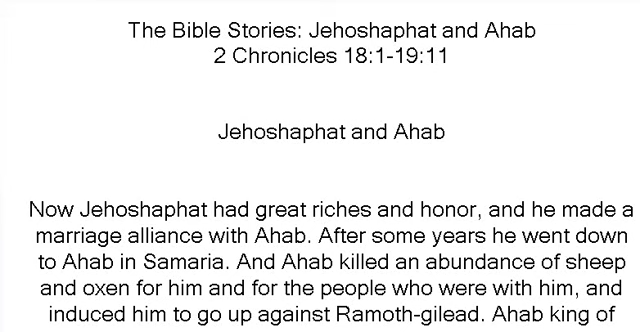 The Bible Stories: Jehoshaphat and Ahab
2 Chronicles 18:1-19:11
Jehoshaphat and Ahab
Now Jehoshaphat had great riches and honor, and he made a
marriage alliance with Ahab. After some years he went down
to Ahab in Samaria. And Ahab killed an abundance of sheep
and oxen for him and for the people who were with him, and
induced him to go up against Ramoth-gilead. Ahab king of